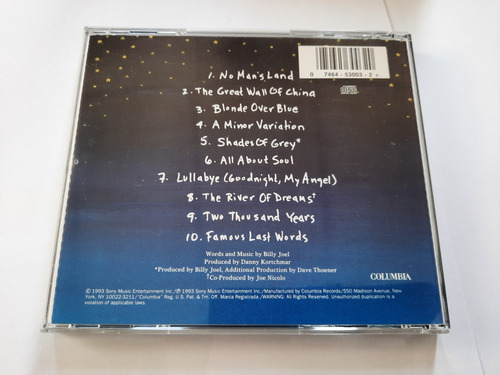 0 7464-53003-2 0
1. No Man's Land
2. The Great Wall Of China
3. Blonde Over Blue
4. A Minor Variation
5. Shades Of Grey*
6. All About Soul
7. Lullabye (Goodnight, My Angel)
8. The River Of Dreams†
9. Two Thousand Years
10. Famous Last Words
Words and Music by Billy Joel
Produced by Danny Kortchmar
*Produced by Billy Joel, Additional Production by Dave Thoener
†Co-Produced by Joe Nicolo
COLUMBIA
© 1993 Sony Music Entertainment Inc./℗ 1993 Sony Music Entertainment Inc./Manufactured by Columbia Records/550 Madison Avenue, New
York, NY 10022-3211/"Columbia" Reg. U.S. Pat. & Tm. Off. Marca Registrada./WARNING: All Rights Reserved. Unauthorized duplication is a
violation of applicable laws.